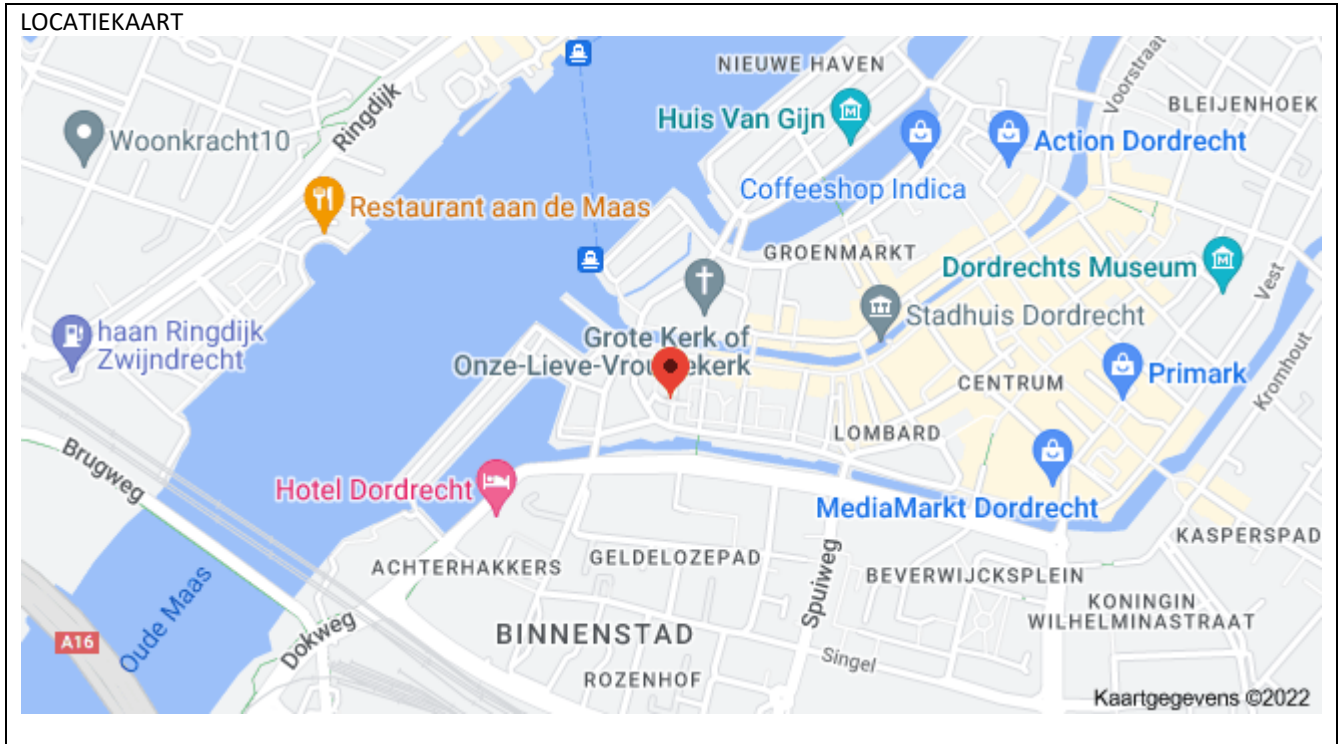 LOCATIEKAART
NIEUWE HAVEN
Voorstraat
BLEIJENHOEK
Ringdijk
Huis Van Gijn
Woonkracht10
Action Dordrecht
Coffeeshop Indica
Restaurant aan de Maas
GROENMARKT
Dordrechts Museum
Vest
Stadhuis Dordrecht
haan Ringdijk
Zwijndrecht
Grote Kerk of
Onze-Lieve-Vrou ekerk
Kromhout
CENTRUM
Primark
LOMBARD
Brugweg
Hotel Dordrecht
MediaMarkt Dordrecht
KASPERSPAD
ACHTERHAKKERS
GELDELOZEPAD
Spuiweg
BEVERWIJCKSPLEIN
Oude Maas
KONINGIN
WILHELMINASTRAAT
A16
Dokweg
BINNENSTAD
Singel
ROZENHOF
Kaartgegevens ©2022